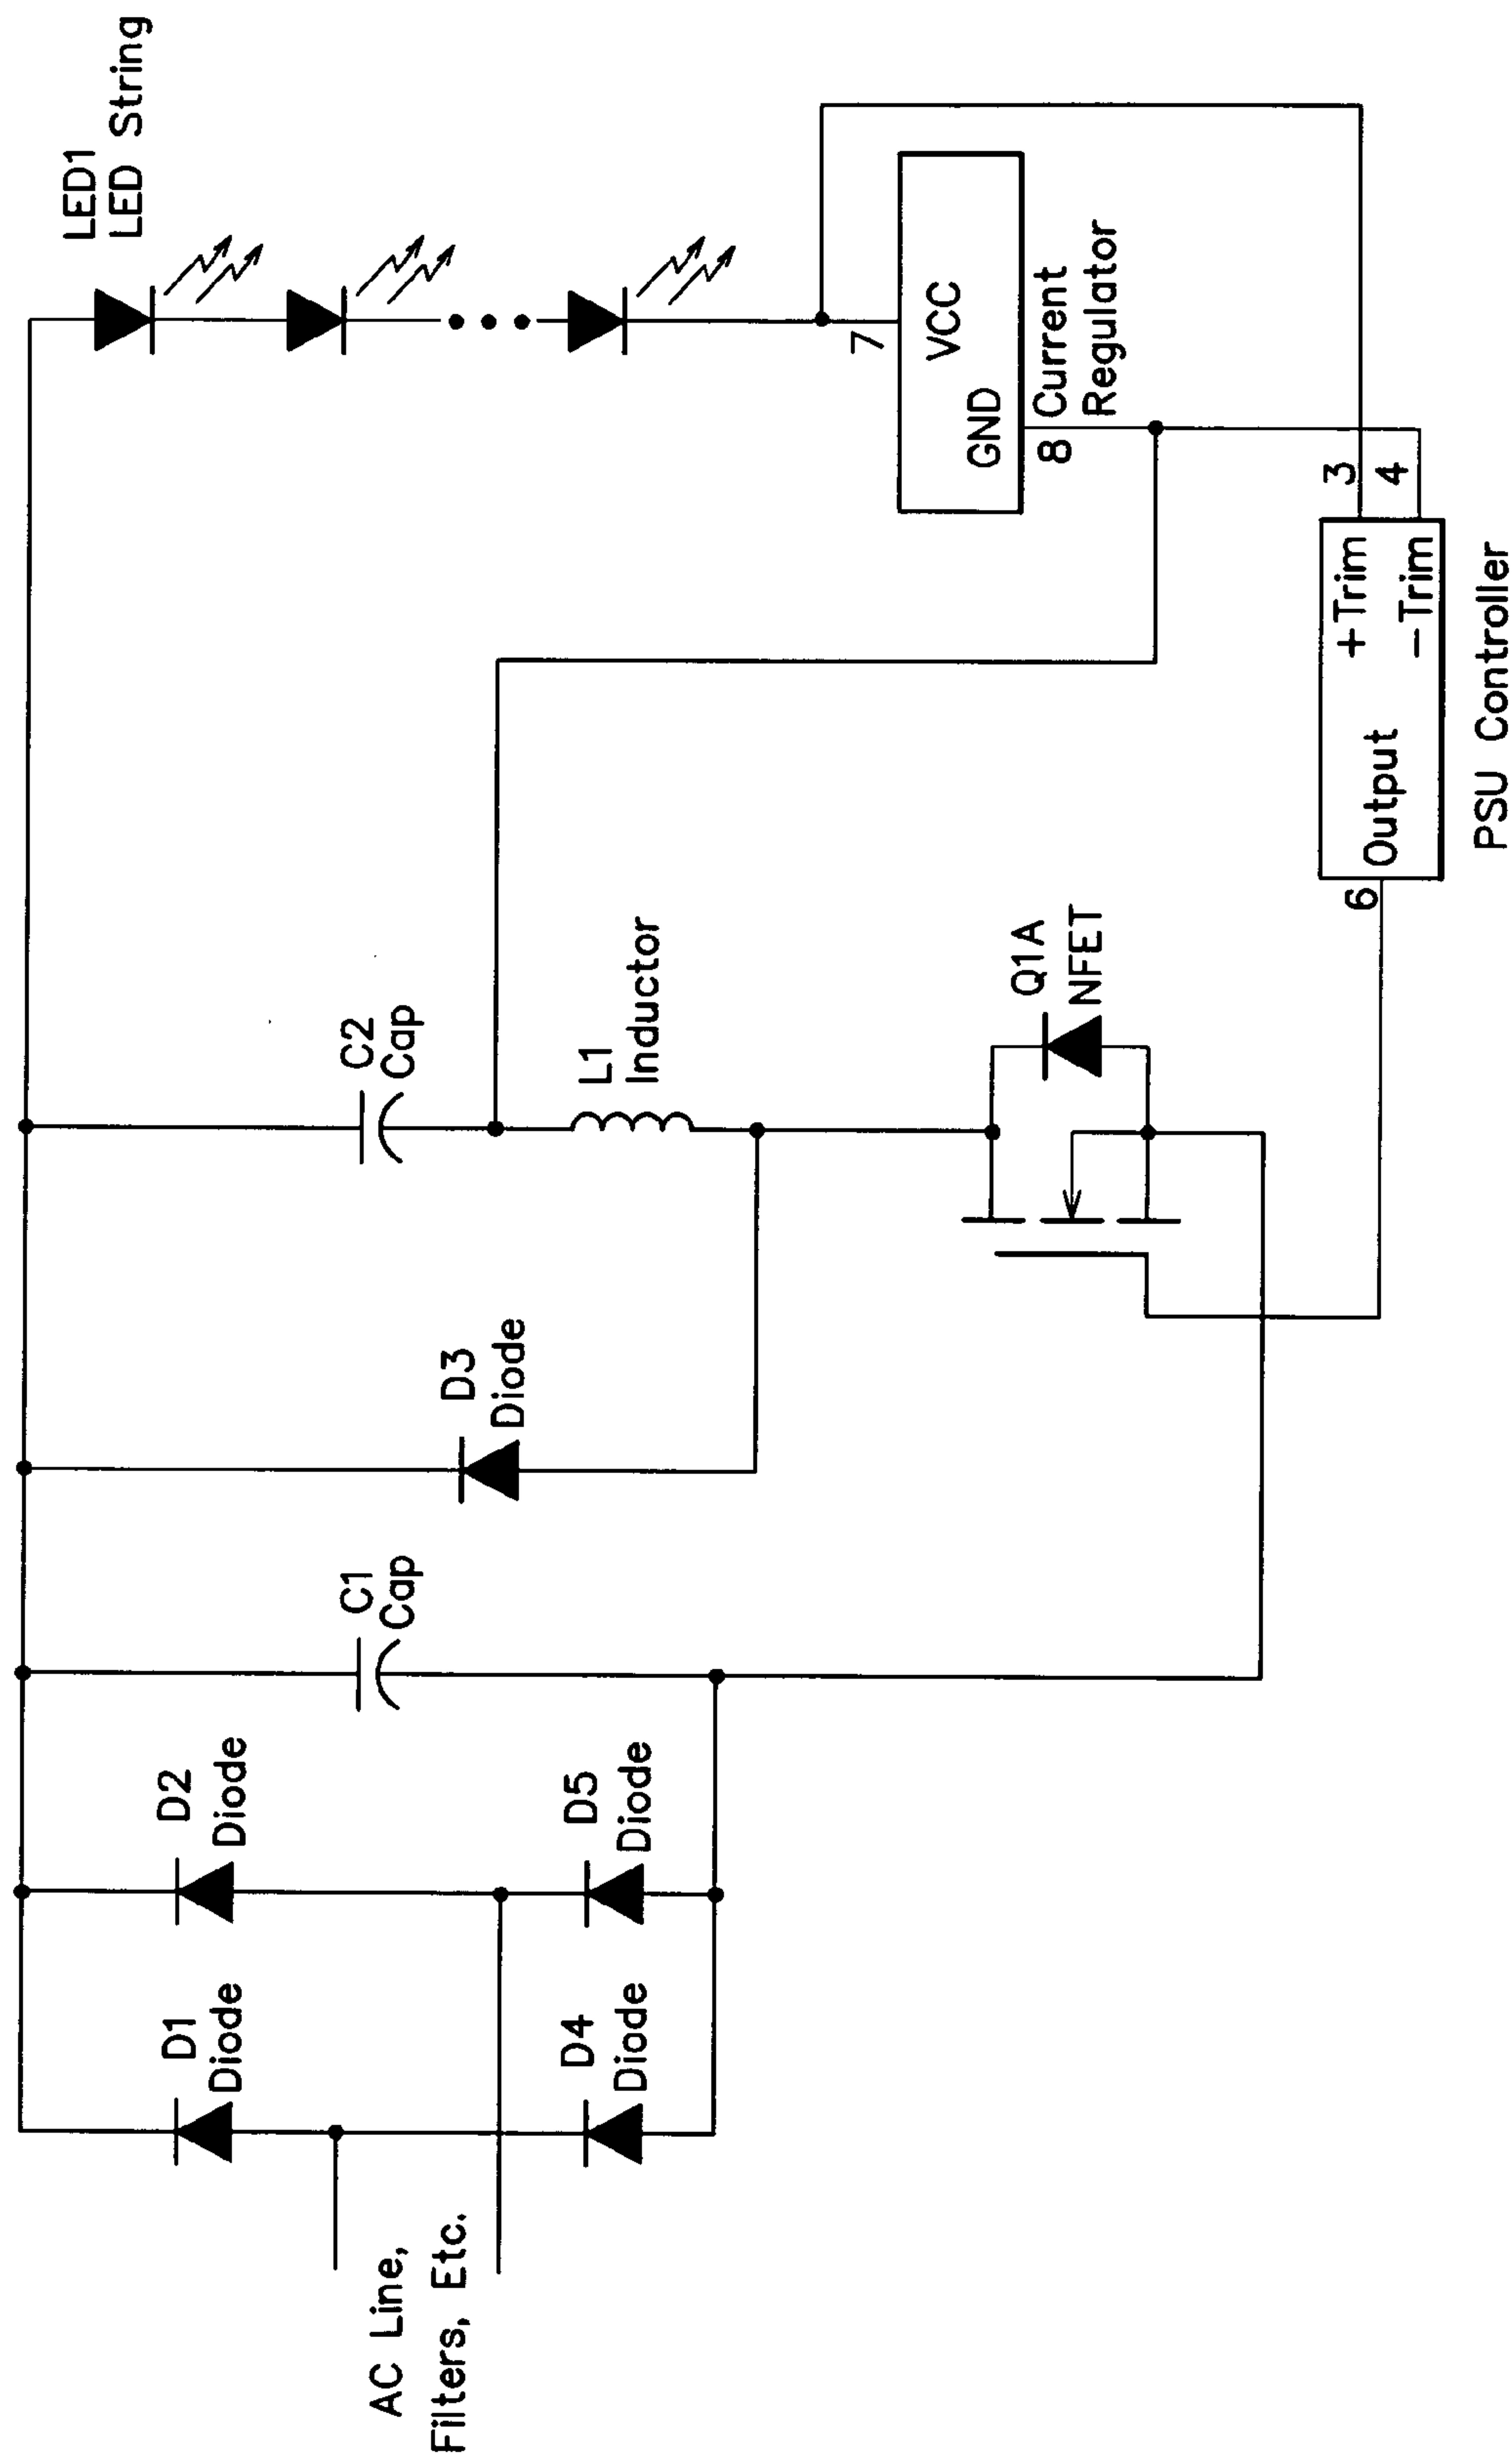 AC Line,
Filters, Etc.
D1
Diode
D2
Diode
D4
Diode
D5
Diode
C1
Cap
D3
Diode
C2
Cap
L1
Inductor
Q1A
NFET
LED1
LED String
7
VCC
GND
8
Current
Regulator
6
Output
+Trim
-Trim
3
4
PSU Controller